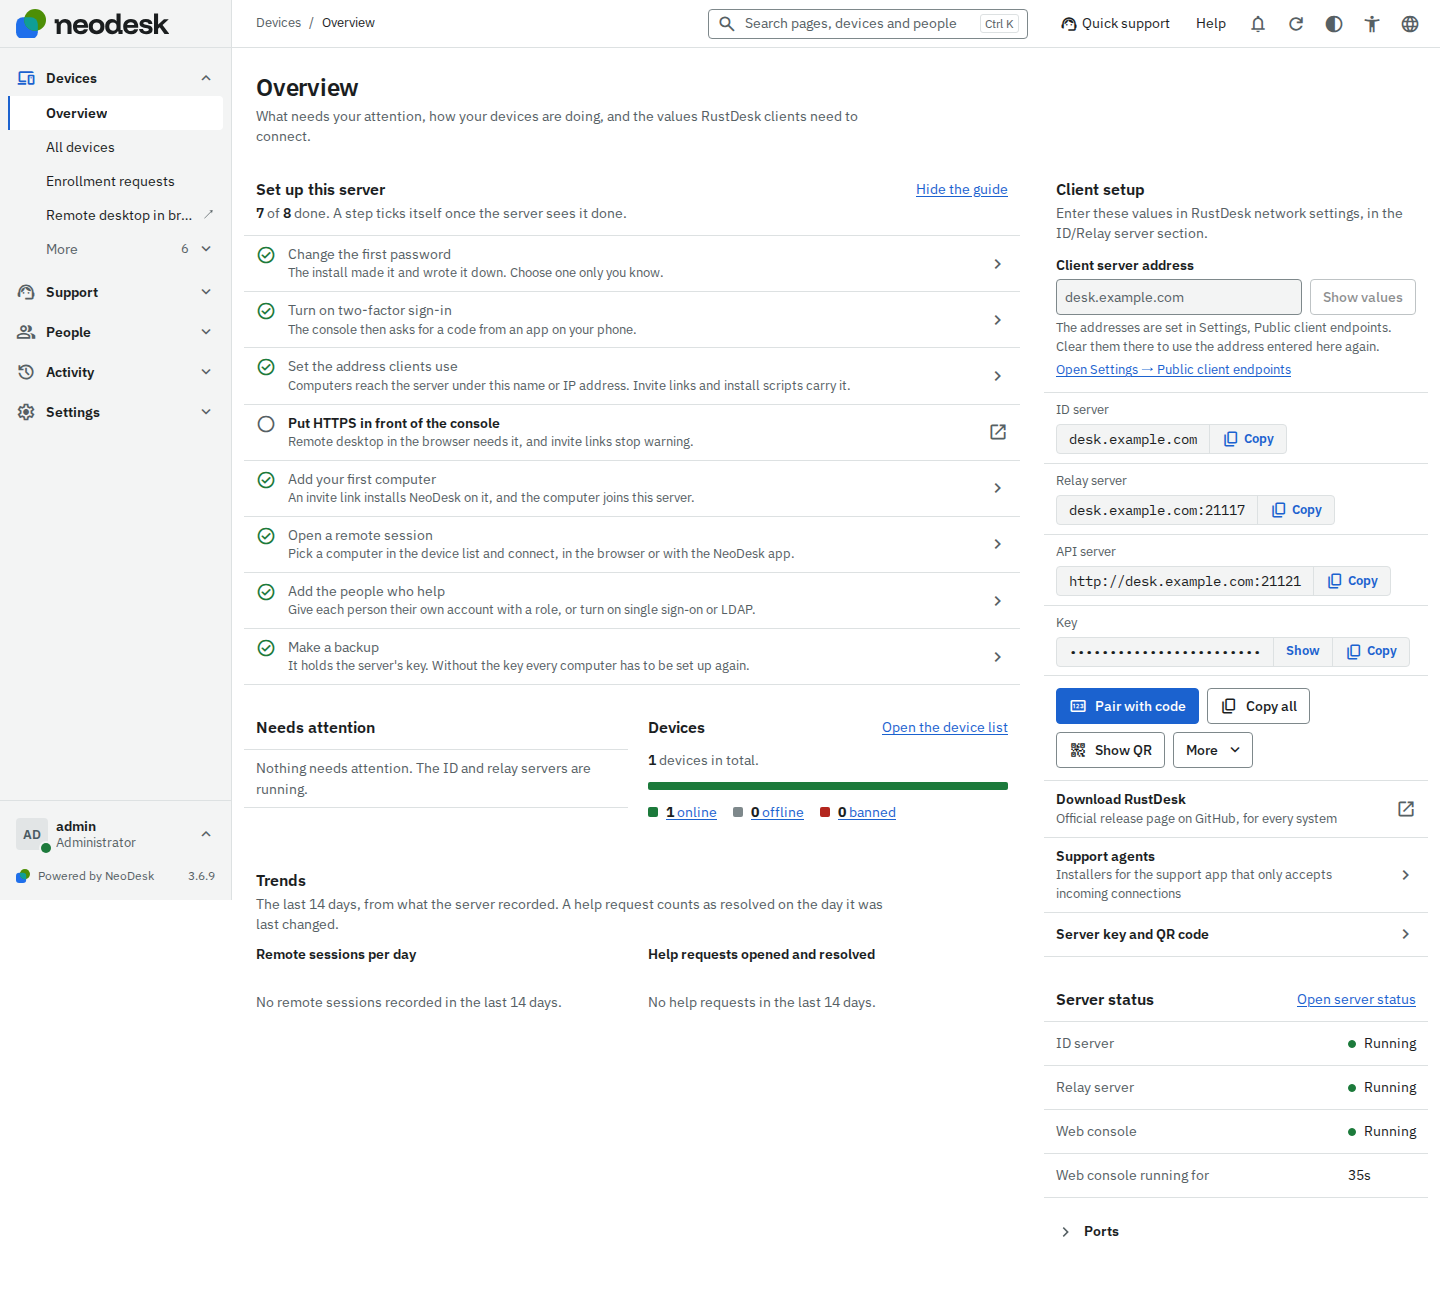 neodesk
Devices / Overview
Search pages, devices and people Ctrl K
Quick support
Help
Devices
Overview
All devices
Enrollment requests
Remote desktop in br...
More 6
Support
People
Activity
Settings
AD
admin
Administrator
Powered by NeoDesk 3.6.9
Overview
What needs your attention, how your devices are doing, and the values RustDesk clients need to
connect.
Set up this server Hide the guide
7 of 8 done. A step ticks itself once the server sees it done.
Change the first password
The install made it and wrote it down. Choose one only you know.
Turn on two-factor sign-in
The console then asks for a code from an app on your phone.
Set the address clients use
Computers reach the server under this name or IP address. Invite links and install scripts carry it.
Put HTTPS in front of the console
Remote desktop in the browser needs it, and invite links stop warning.
Add your first computer
An invite link installs NeoDesk on it, and the computer joins this server.
Open a remote session
Pick a computer in the device list and connect, in the browser or with the NeoDesk app.
Add the people who help
Give each person their own account with a role, or turn on single sign-on or LDAP.
Make a backup
It holds the server's key. Without the key every computer has to be set up again.
Needs attention
Nothing needs attention. The ID and relay servers are
running.
Devices Open the device list
1 devices in total.
1 online 0 offline 0 banned
Trends
The last 14 days, from what the server recorded. A help request counts as resolved on the day it was
last changed.
Remote sessions per day
No remote sessions recorded in the last 14 days.
Help requests opened and resolved
No help requests in the last 14 days.
Client setup
Enter these values in RustDesk network settings, in the
ID/Relay server section.
Client server address
desk.example.com Show values
The addresses are set in Settings, Public client endpoints.
Clear them there to use the address entered here again.
Open Settings → Public client endpoints
ID server
desk.example.com Copy
Relay server
desk.example.com:21117 Copy
API server
http://desk.example.com:21121 Copy
Key
•••••••••••••••••••••••• Show Copy
Pair with code Copy all
Show QR More
Download RustDesk
Official release page on GitHub, for every system
Support agents
Installers for the support app that only accepts
incoming connections
Server key and QR code
Server status Open server status
ID server Running
Relay server Running
Web console Running
Web console running for 35s
Ports